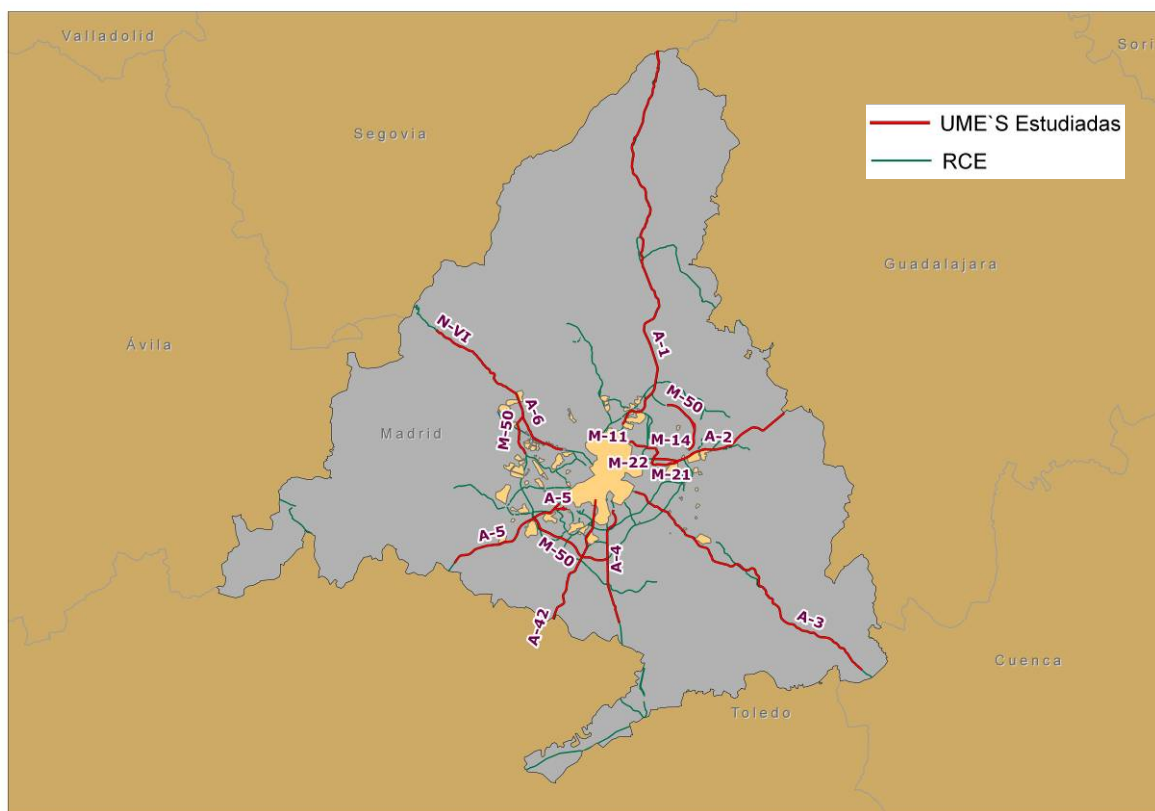 Valladolid
Sori
Segovia
UME`S Estudiadas
RCE
Guadalajara
N-VI
Ávila
A-1
M-50
A-6
M-50
Madrid
M-11
M-14
A-2
M-22
M-21
A-5
A-5
M-50
A-4
A-42
A-3
Cuenca
Toledo